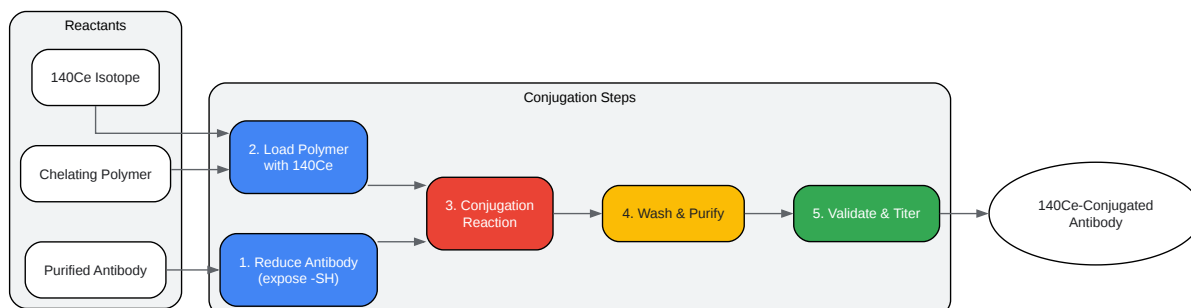 Reactants
140Ce Isotope
Chelating Polymer
Purified Antibody
Conjugation Steps
2. Load Polymer
with 140Ce
1. Reduce Antibody
(expose -SH)
3. Conjugation
Reaction
4. Wash & Purify
5. Validate & Titer
140Ce-Conjugated
Antibody